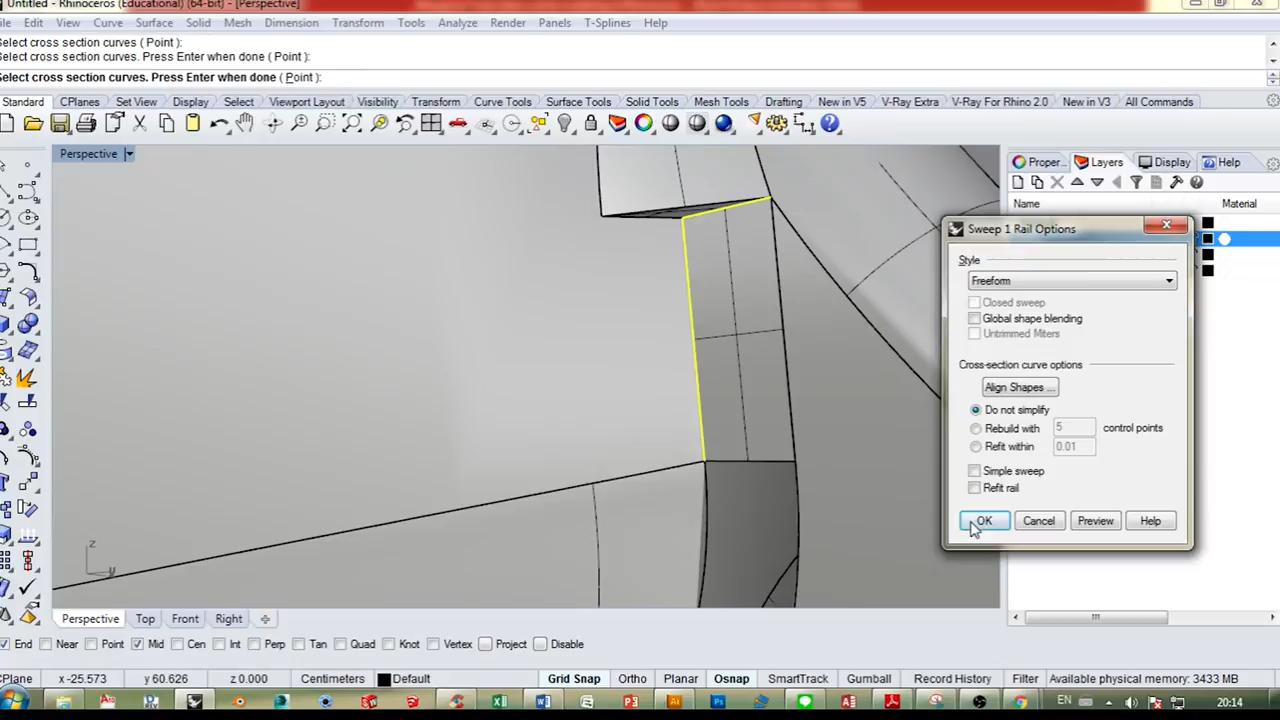 Untitled - Rhinoceros (Educational) (64-bit) - [Perspective]
File Edit View Curve Surface Solid Mesh Dimension Transform Tools Analyze Render Panels T-Splines Help
Select cross section curves ( Point ):
Select cross section curves. Press Enter when done ( Point ):
Select cross section curves. Press Enter when done ( Point ):
Standard CPlanes Set View Display Select Viewport Layout Visibility Transform Curve Tools Surface Tools Solid Tools Mesh Tools Drafting New in V5 V-Ray Extra V-Ray For Rhino 2.0 New in V3 All Commands
Perspective
Proper... Layers Display Help
Name Material
Sweep 1 Rail Options
Style
Freeform
Closed sweep
Global shape blending
Untrimmed Miters
Cross-section curve options
Align Shapes ...
Do not simplify
Rebuild with 5 control points
Refit within 0.01
Simple sweep
Refit rail
OK Cancel Preview Help
z
y
Perspective Top Front Right
End Near Point Mid Cen Int Perp Tan Quad Knot Vertex Project Disable
CPlane x -25.573 y 60.626 z 0.000 Centimeters Default Grid Snap Ortho Planar Osnap SmartTrack Gumball Record History Filter Available physical memory: 3433 MB
EN 20:14